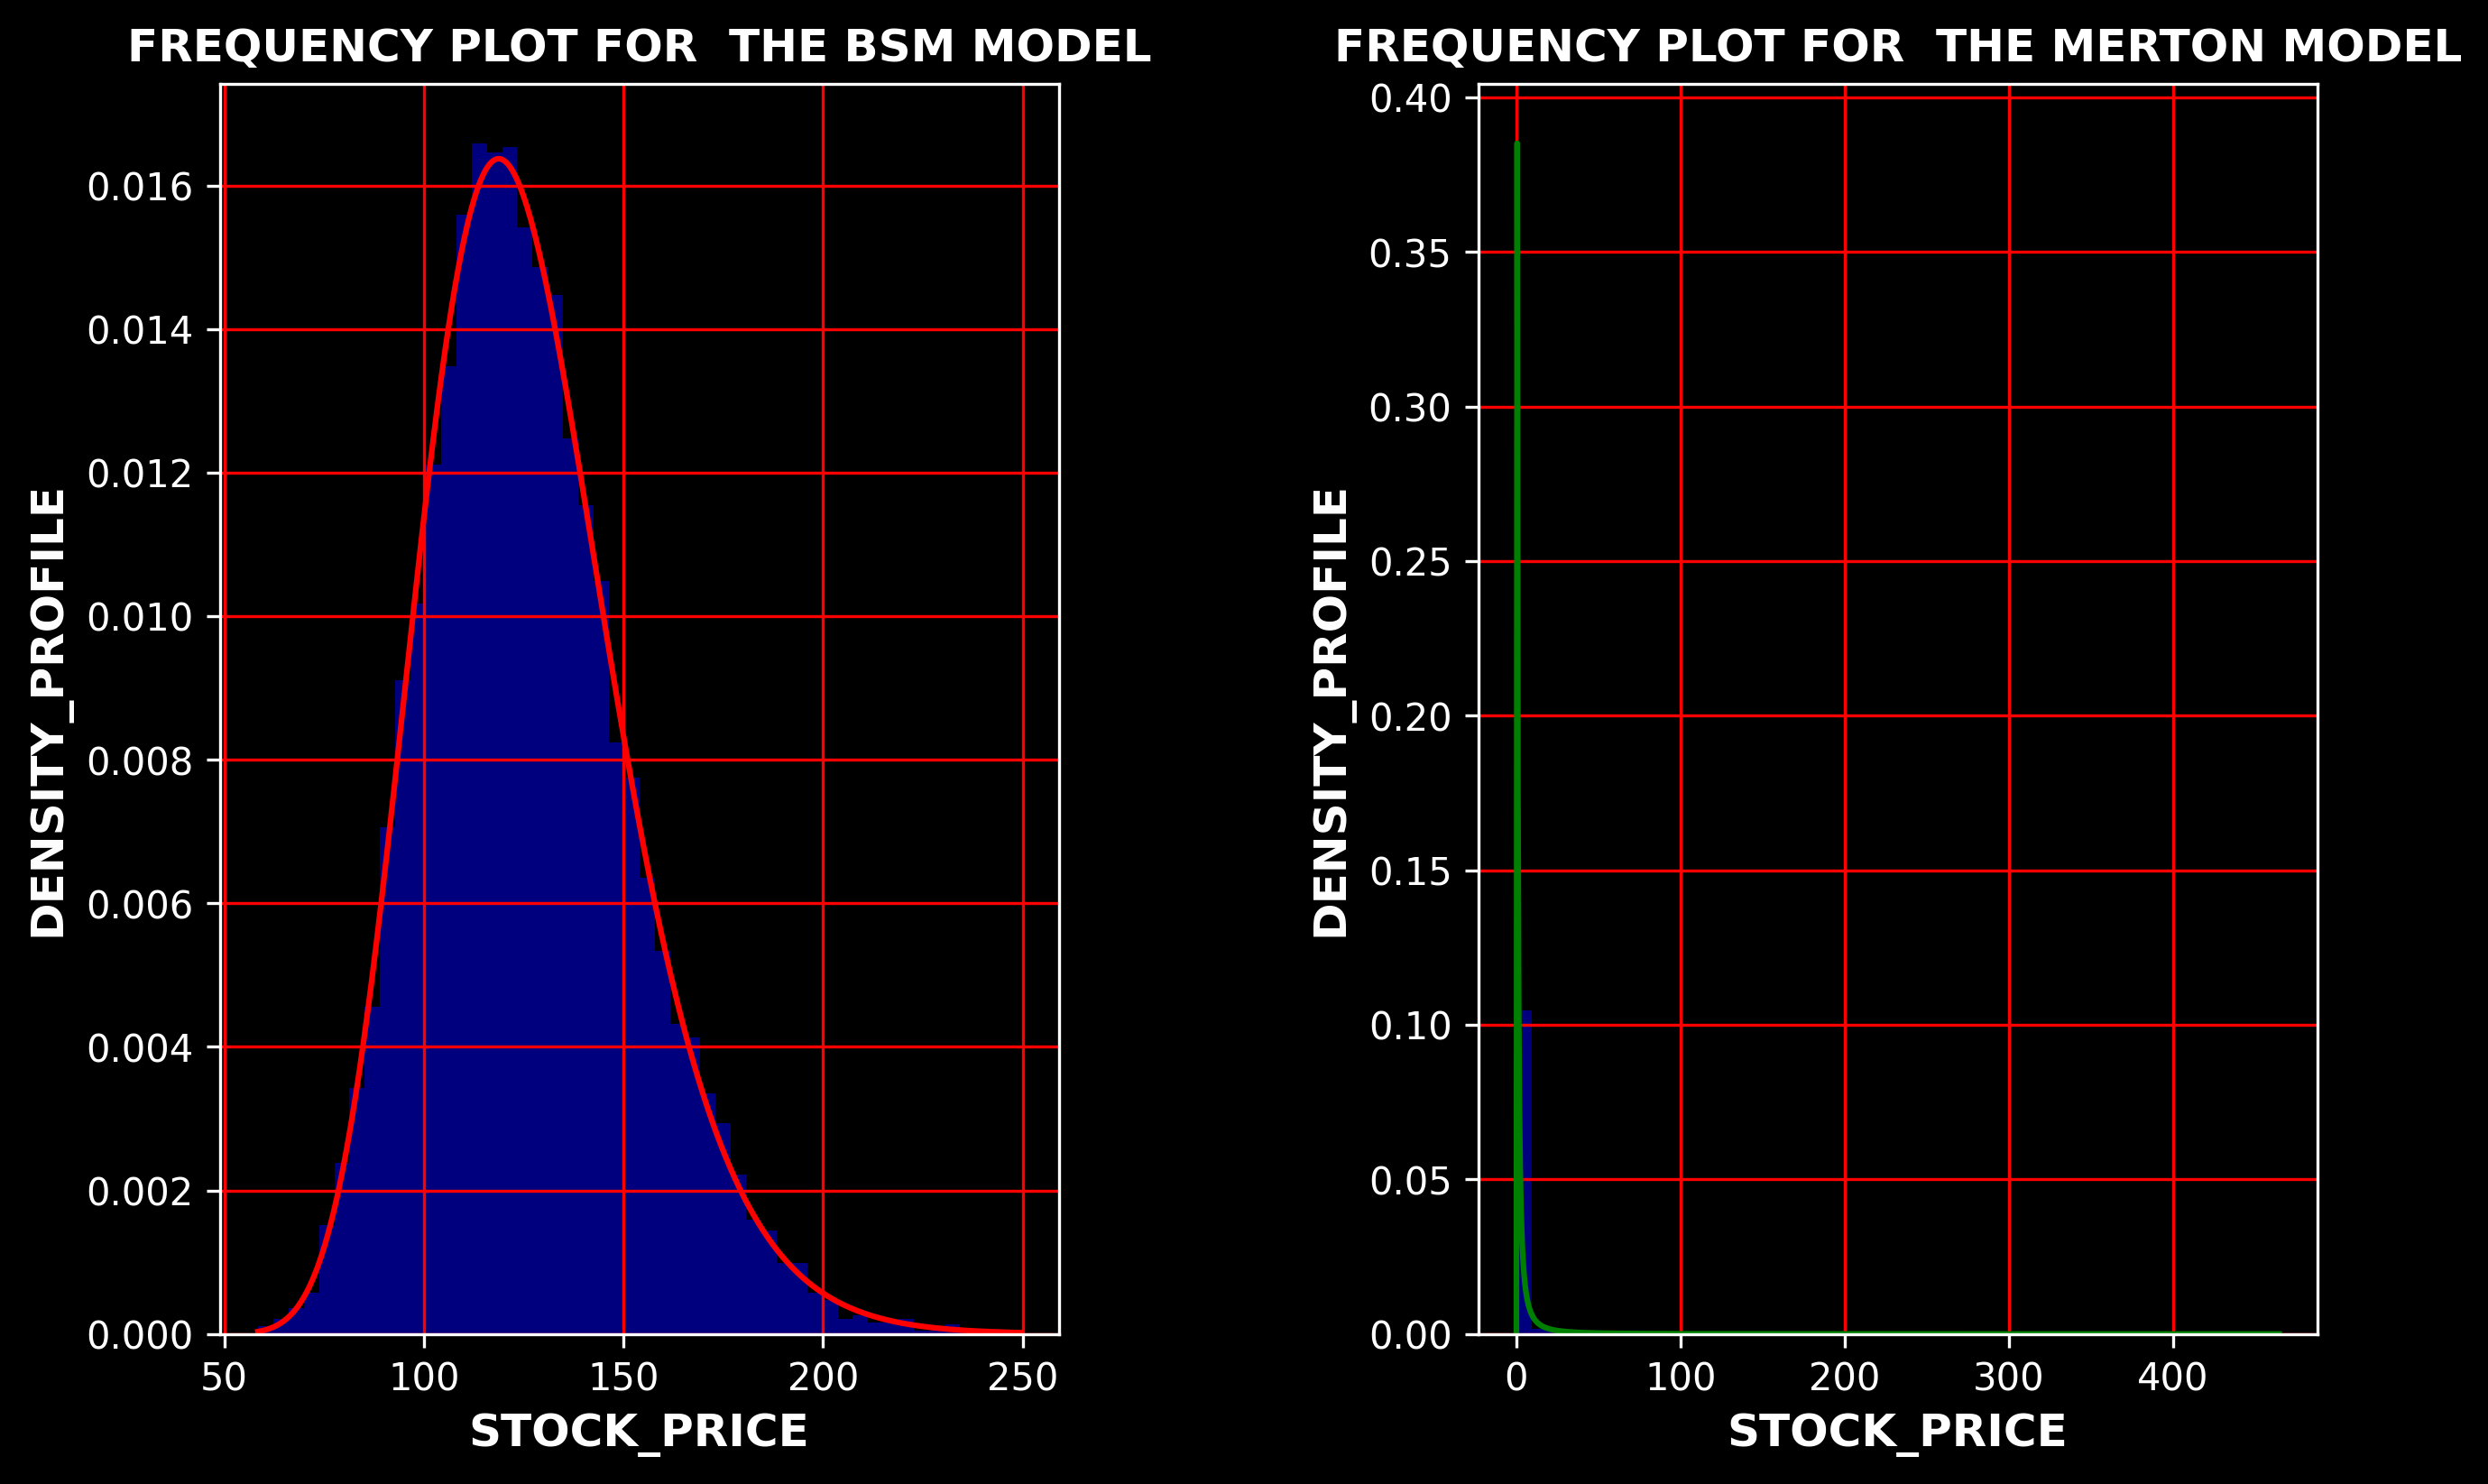 FREQUENCY PLOT FOR  THE BSM MODEL
DENSITY_PROFILE
0.016
0.014
0.012
0.010
0.008
0.006
0.004
0.002
0.000
50 100 150 200 250
STOCK_PRICE
FREQUENCY PLOT FOR  THE MERTON MODEL
DENSITY_PROFILE
0.40
0.35
0.30
0.25
0.20
0.15
0.10
0.05
0.00
0 100 200 300 400
STOCK_PRICE